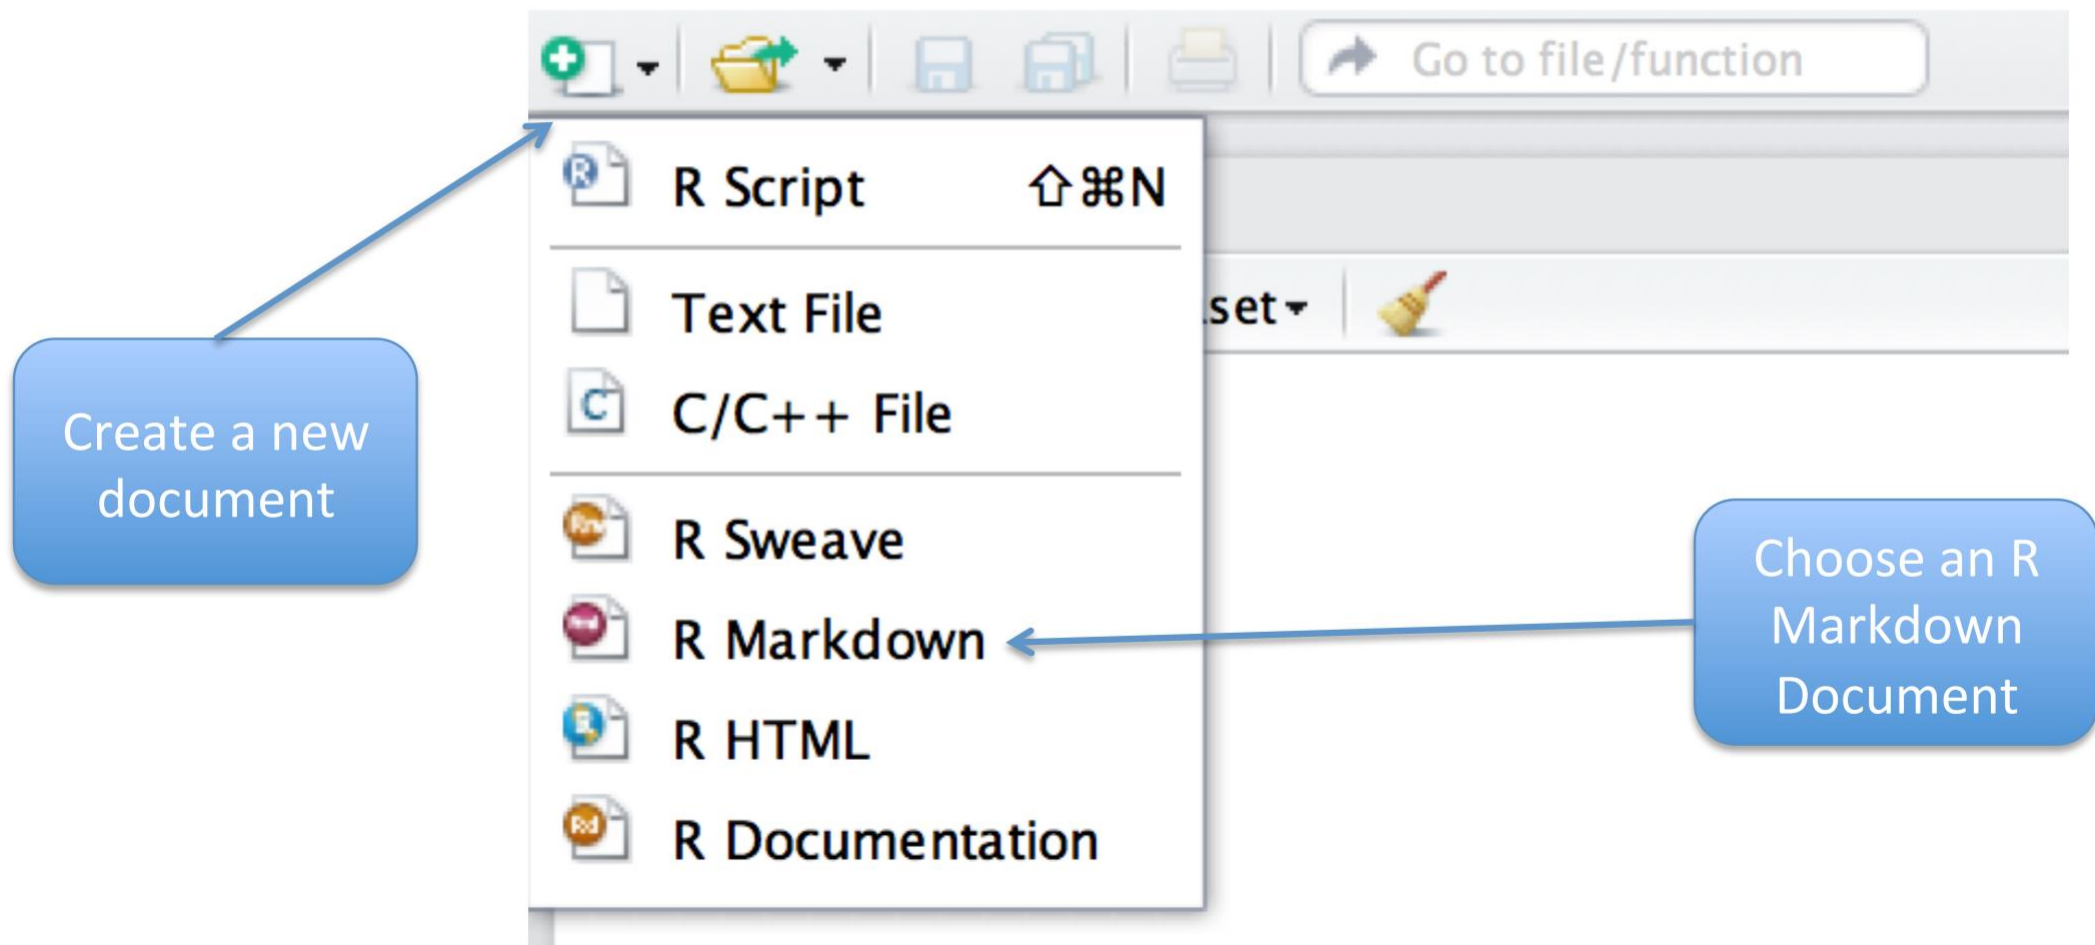 Go to file/function
R Script ⇧⌘N
Text File
set
C/C++ File
Create a new
document
R Sweave
R Markdown
Choose an R
Markdown
Document
R HTML
R Documentation